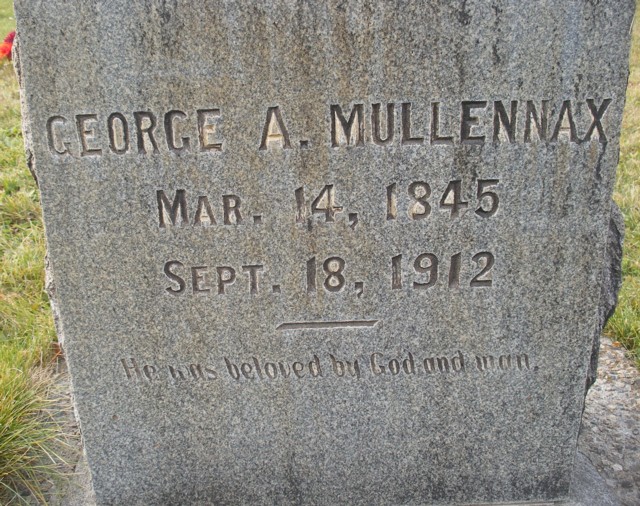 GEORGE A. MULLENNAX
MAR. 14, 1845
SEPT. 18, 1912
He was beloved by God and man.